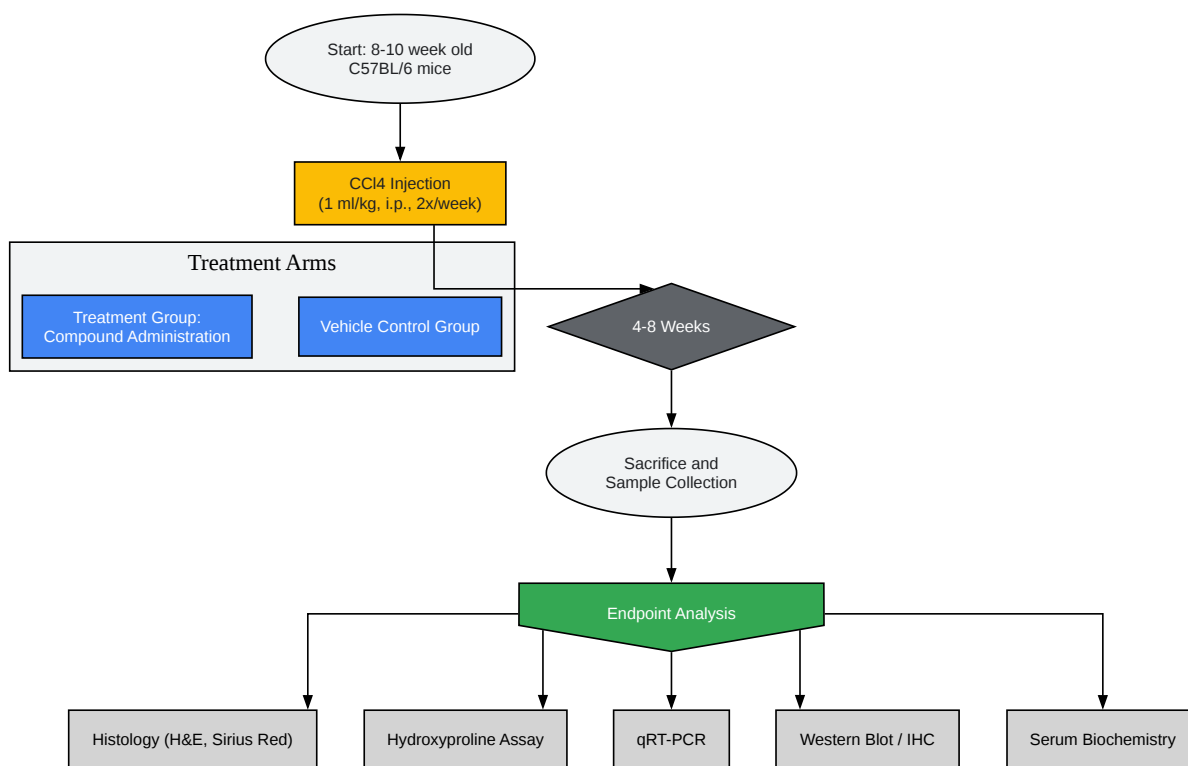 Start: 8-10 week old
C57BL/6 mice
CCl4 Injection
(1 ml/kg, i.p., 2x/week)
Treatment Arms
Treatment Group:
Compound Administration
Vehicle Control Group
4-8 Weeks
Sacrifice and
Sample Collection
Endpoint Analysis
Histology (H&E, Sirius Red)
Hydroxyproline Assay
qRT-PCR
Western Blot / IHC
Serum Biochemistry